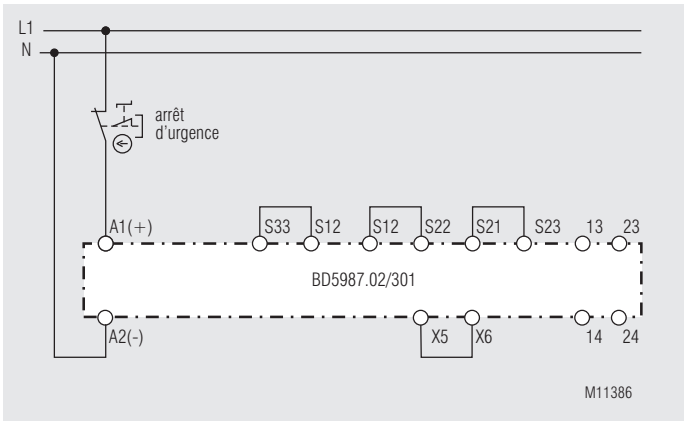 L1
N
arrêt
d'urgence
A1(+) S33 S12 S12 S22 S21 S23 13 23
BD5987.02/301
A2(-) X5 X6 14 24
M11386